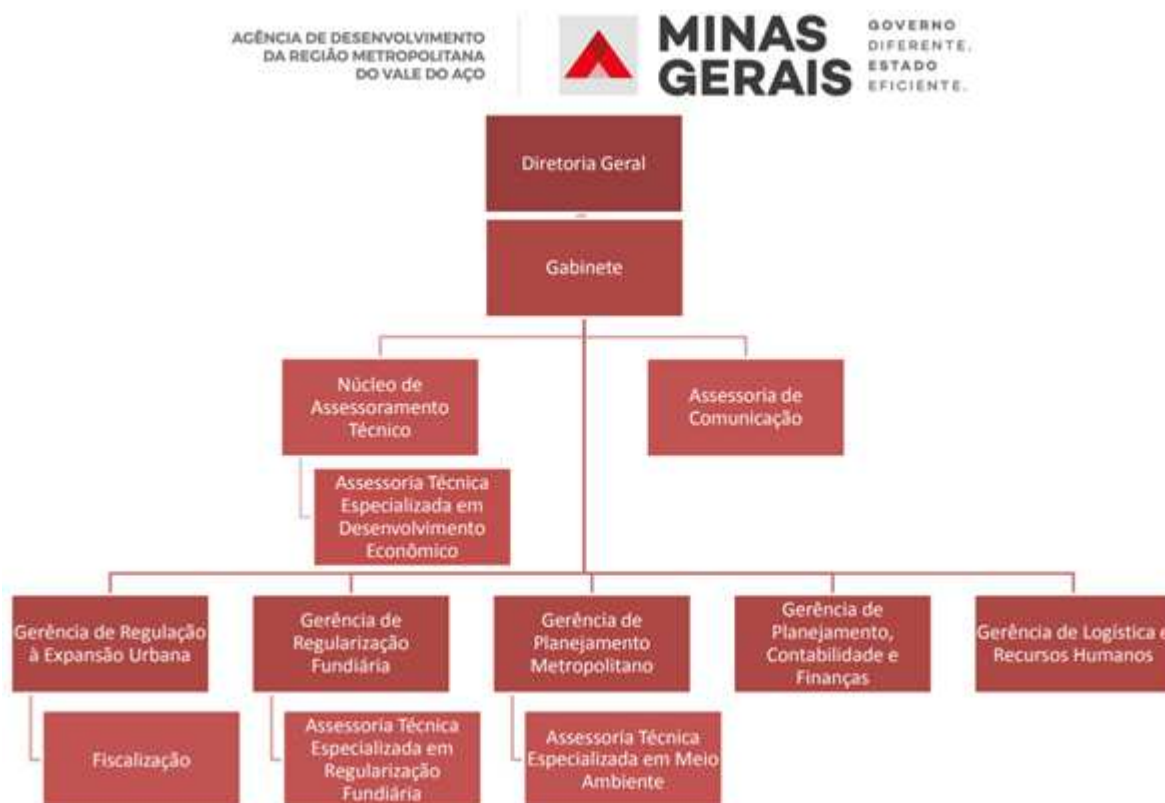 AGÊNCIA DE DESENVOLVIMENTO
DA REGIÃO METROPOLITANA
DO VALE DO AÇO
MINAS
GERAIS
GOVERNO
DIFERENTE.
ESTADO
EFICIENTE.
Diretoria Geral
Gabinete
Núcleo de
Assessoramento
Técnico
Assessoria de
Comunicação
Assessoria Técnica
Especializada em
Desenvolvimento
Econômico
Gerência de Regulação
à Expansão Urbana
Gerência de
Regularização
Fundiária
Gerência de
Planejamento
Metropolitano
Gerência de
Planejamento,
Contabilidade e
Finanças
Gerência de Logística e
Recursos Humanos
Fiscalização
Assessoria Técnica
Especializada em
Regularização
Fundiária
Assessoria Técnica
Especializada em Meio
Ambiente